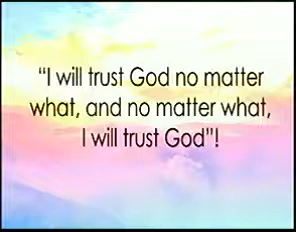 “I will trust God no matter
what, and no matter what,
I will trust God”!